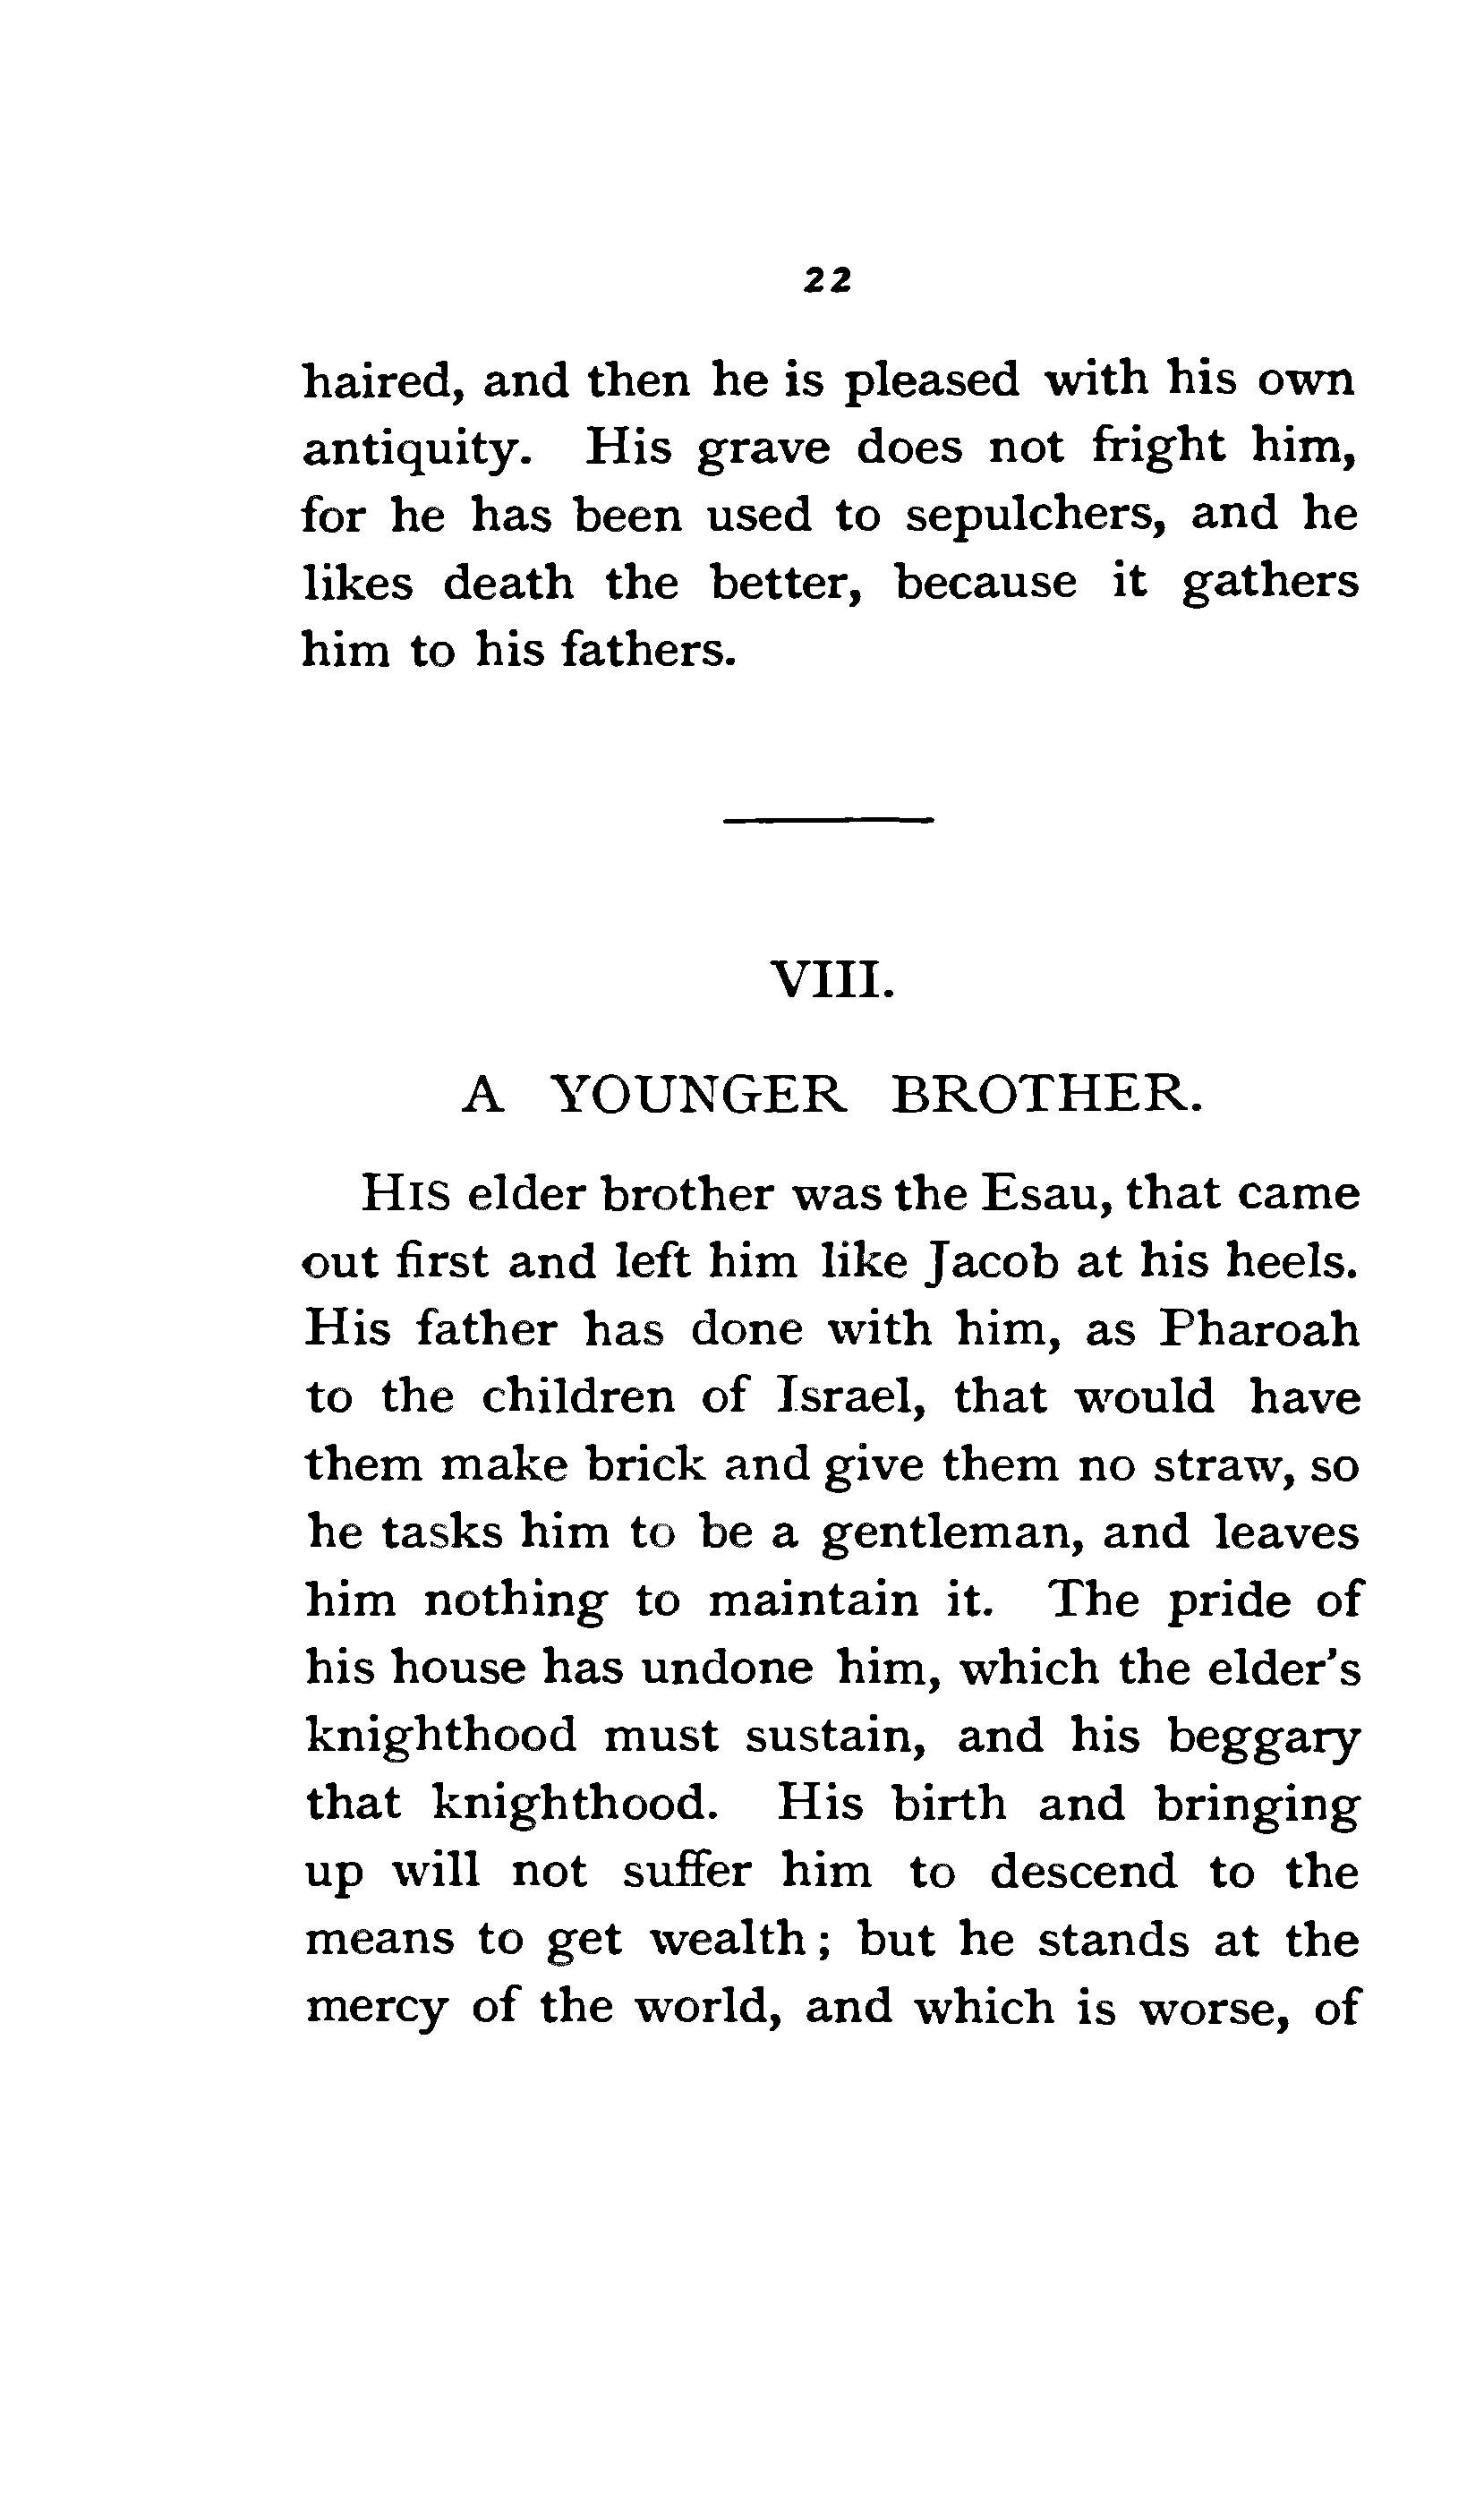 22
haired, and then he is pleased with his own
antiquity. His grave does not fright him,
for he has been used to sepulchers, and he
likes death the better, because it gathers
him to his fathers.
VIII.
A YOUNGER BROTHER.
HIS elder brother was the Esau, that came
out first and left him like Jacob at his heels.
His father has done with him, as Pharoah
to the children of Israel, that would have
them make brick and give them no straw, so
he tasks him to be a gentleman, and leaves
him nothing to maintain it. The pride of
his house has undone him, which the elder's
knighthood must sustain, and his beggary
that knighthood. His birth and bringing
up will not suffer him to descend to the
means to get wealth; but he stands at the
mercy of the world, and which is worse, of